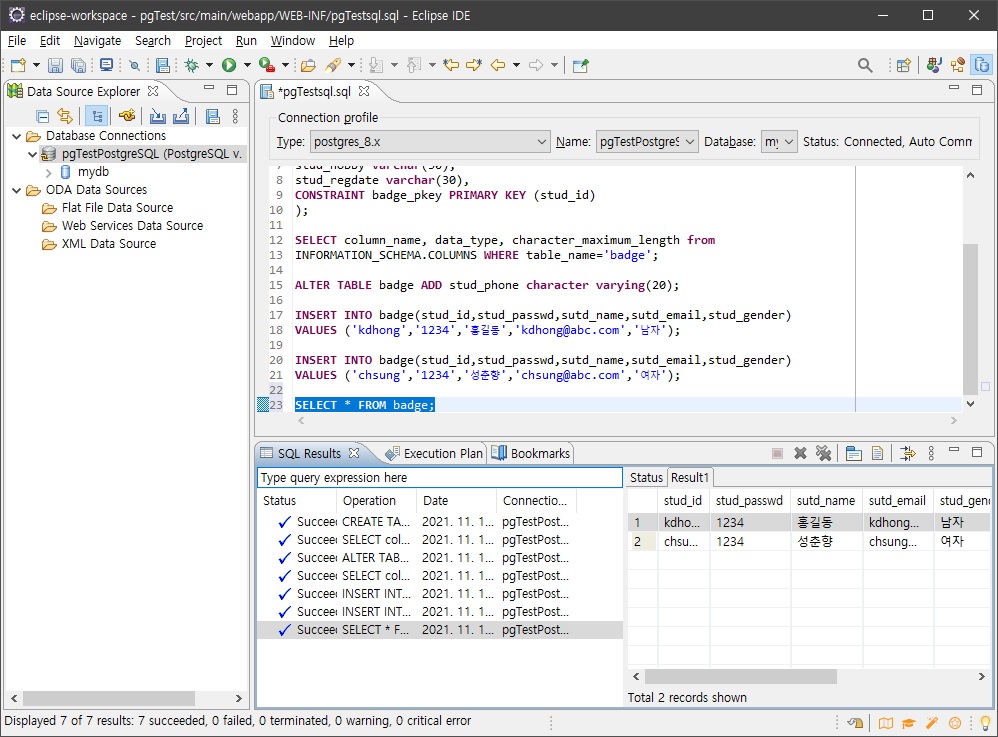 eclipse-workspace - pgTest/src/main/webapp/WEB-INF/pgTestsql.sql - Eclipse IDE
File Edit Navigate Search Project Run Window Help
Data Source Explorer
Database Connections
pgTestPostgreSQL (PostgreSQL v.
mydb
ODA Data Sources
Flat File Data Source
Web Services Data Source
XML Data Source
*pgTestsql.sql
Connection profile
Type: postgres_8.x Name: pgTestPostgreS Database: my Status: Connected, Auto Comm
7 stud_hobby varchar(50),
8 stud_regdate varchar(30),
9 CONSTRAINT badge_pkey PRIMARY KEY (stud_id)
10 );
11
12 SELECT column_name, data_type, character_maximum_length from
13 INFORMATION_SCHEMA.COLUMNS WHERE table_name='badge';
14
15 ALTER TABLE badge ADD stud_phone character varying(20);
16
17 INSERT INTO badge(stud_id,stud_passwd,sutd_name,sutd_email,stud_gender)
18 VALUES ('kdhong','1234','홍길동','kdhong@abc.com','남자');
19
20 INSERT INTO badge(stud_id,stud_passwd,sutd_name,sutd_email,stud_gender)
21 VALUES ('chsung','1234','성춘향','chsung@abc.com','여자');
22
23 SELECT * FROM badge;
SQL Results Execution Plan Bookmarks
Type query expression here
Status Operation Date Connectio...
Succee CREATE TA... 2021. 11. 1... pgTestPost...
Succee SELECT col... 2021. 11. 1... pgTestPost...
Succee ALTER TAB... 2021. 11. 1... pgTestPost...
Succee SELECT col... 2021. 11. 1... pgTestPost...
Succee INSERT INT... 2021. 11. 1... pgTestPost...
Succee INSERT INT... 2021. 11. 1... pgTestPost...
Succee SELECT * F... 2021. 11. 1... pgTestPost...
Status Result1
stud_id stud_passwd sutd_name sutd_email stud_gend
1 kdho... 1234 홍길동 kdhong... 남자
2 chsu... 1234 성춘향 chsung... 여자
Total 2 records shown
Displayed 7 of 7 results: 7 succeeded, 0 failed, 0 terminated, 0 warning, 0 critical error